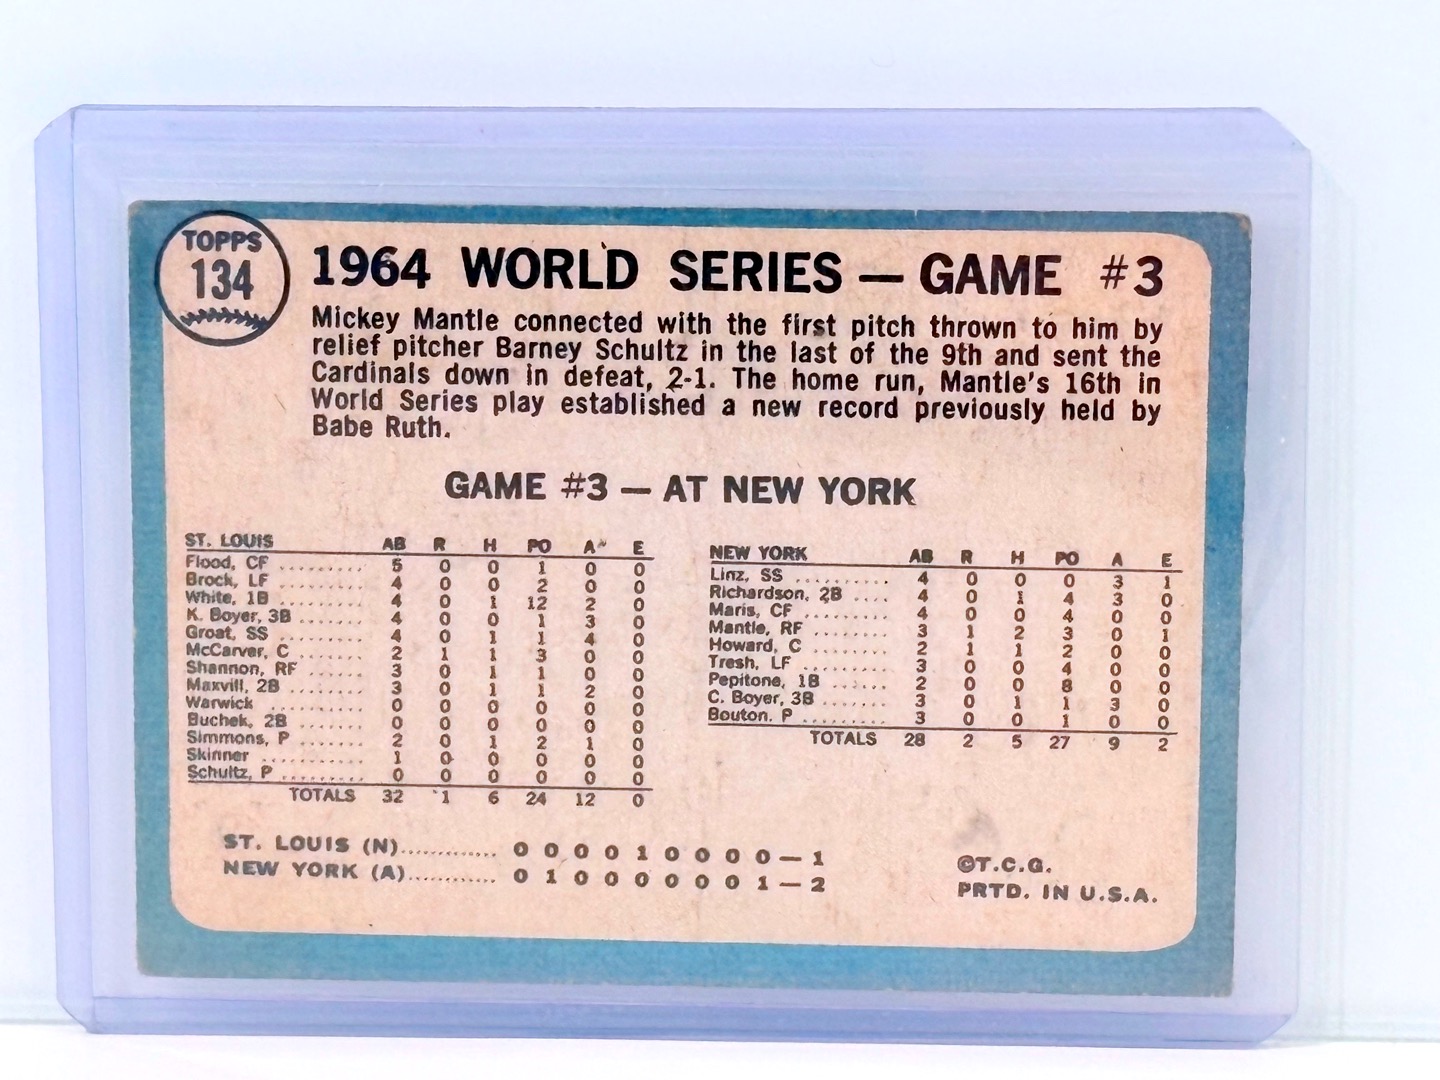 TOPPS
134
1964 WORLD SERIES — GAME #3
Mickey Mantle connected with the first pitch thrown to him by
relief pitcher Barney Schultz in the last of the 9th and sent the
Cardinals down in defeat, 2-1. The home run, Mantle's 16th in
World Series play established a new record previously held by
Babe Ruth.
GAME #3 — AT NEW YORK
ST. LOUIS AB R H PO A E
Flood, CF .......... 5 0 0 1 0 0
Brock, LF .......... 4 0 0 2 0 0
White, 1B .......... 4 0 1 12 2 0
K. Boyer, 3B ........ 4 0 0 1 3 0
Groat, SS .......... 4 0 1 1 4 0
McCarver, C ....... 2 1 1 3 0 0
Shannon, RF ....... 3 0 1 1 0 0
Maxvill, 2B ........ 3 0 1 1 2 0
Warwick ........... 0 0 0 0 0 0
Buchek, 2B ........ 0 0 0 0 0 0
Simmons, P ....... 2 0 1 2 1 0
Skinner ............ 1 0 0 0 0 0
Schultz, P .......... 0 0 0 0 0 0
TOTALS 32 1 6 24 12 0
NEW YORK AB R H PO A E
Linz, SS .......... 4 0 0 0 3 1
Richardson, 2B .... 4 0 1 4 3 0
Maris, CF ......... 4 0 0 4 0 0
Mantle, RF ........ 3 1 2 3 0 1
Howard, C ......... 2 1 1 2 0 0
Tresh, LF .......... 3 0 0 4 0 0
Pepitone, 1B ...... 2 0 0 8 0 0
C. Boyer, 3B ....... 3 0 1 1 3 0
Bouton. P ......... 3 0 0 1 0 0
TOTALS 28 2 5 27 9 2
ST. LOUIS (N)............. 0 0 0 0 1 0 0 0 0 — 1
NEW YORK (A)............ 0 1 0 0 0 0 0 0 1 — 2
©T.C.G.
PRTD. IN U.S.A.